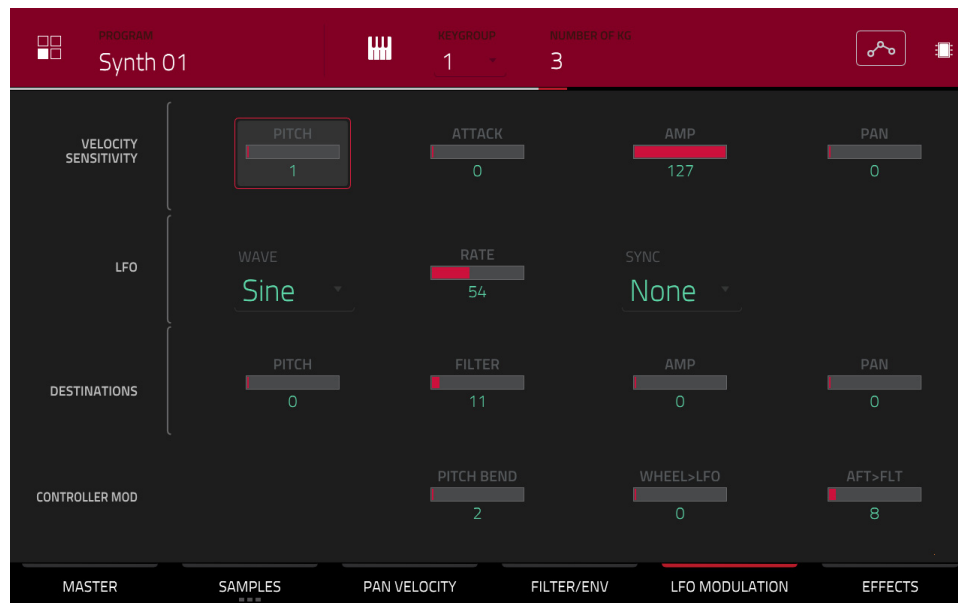 PROGRAM
Synth 01
KEYGROUP
1
NUMBER OF KG
3
VELOCITY
SENSITIVITY
PITCH
1
ATTACK
0
AMP
127
PAN
0
LFO
WAVE
Sine
RATE
54
SYNC
None
DESTINATIONS
PITCH
0
FILTER
11
AMP
0
PAN
0
CONTROLLER MOD
PITCH BEND
2
WHEEL>LFO
0
AFT>FLT
8
MASTER
SAMPLES
PAN VELOCITY
FILTER/ENV
LFO MODULATION
EFFECTS